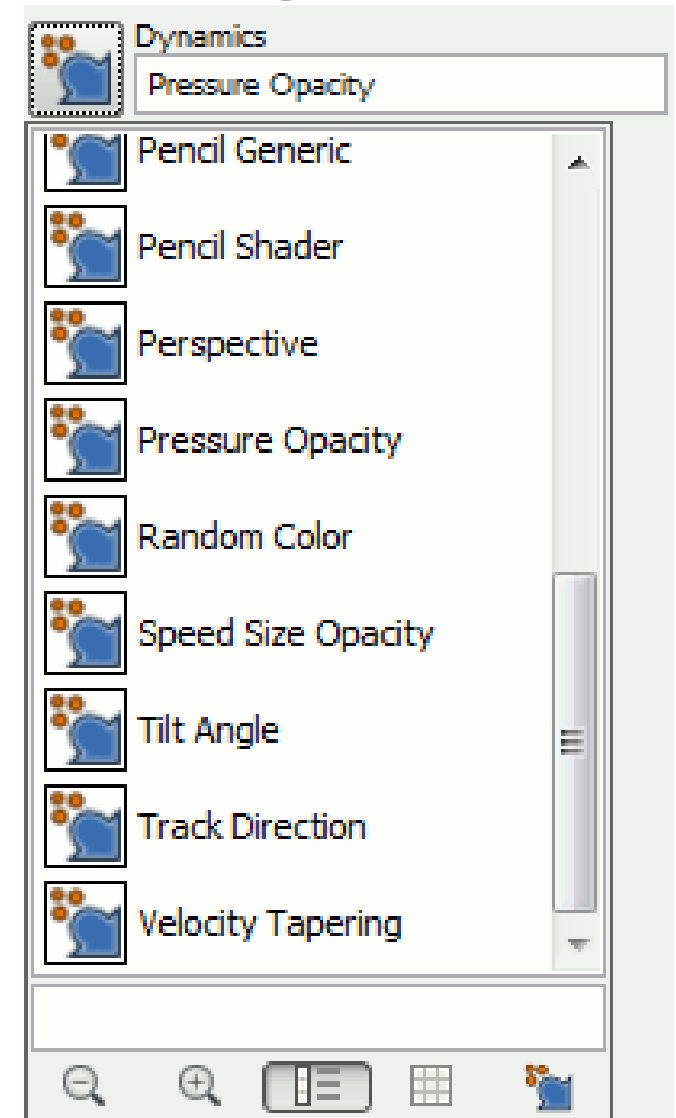 Dynamics
Pressure Opacity
Pencil Generic
Pencil Shader
Perspective
Pressure Opacity
Random Color
Speed Size Opacity
Tilt Angle
Track Direction
Velocity Tapering